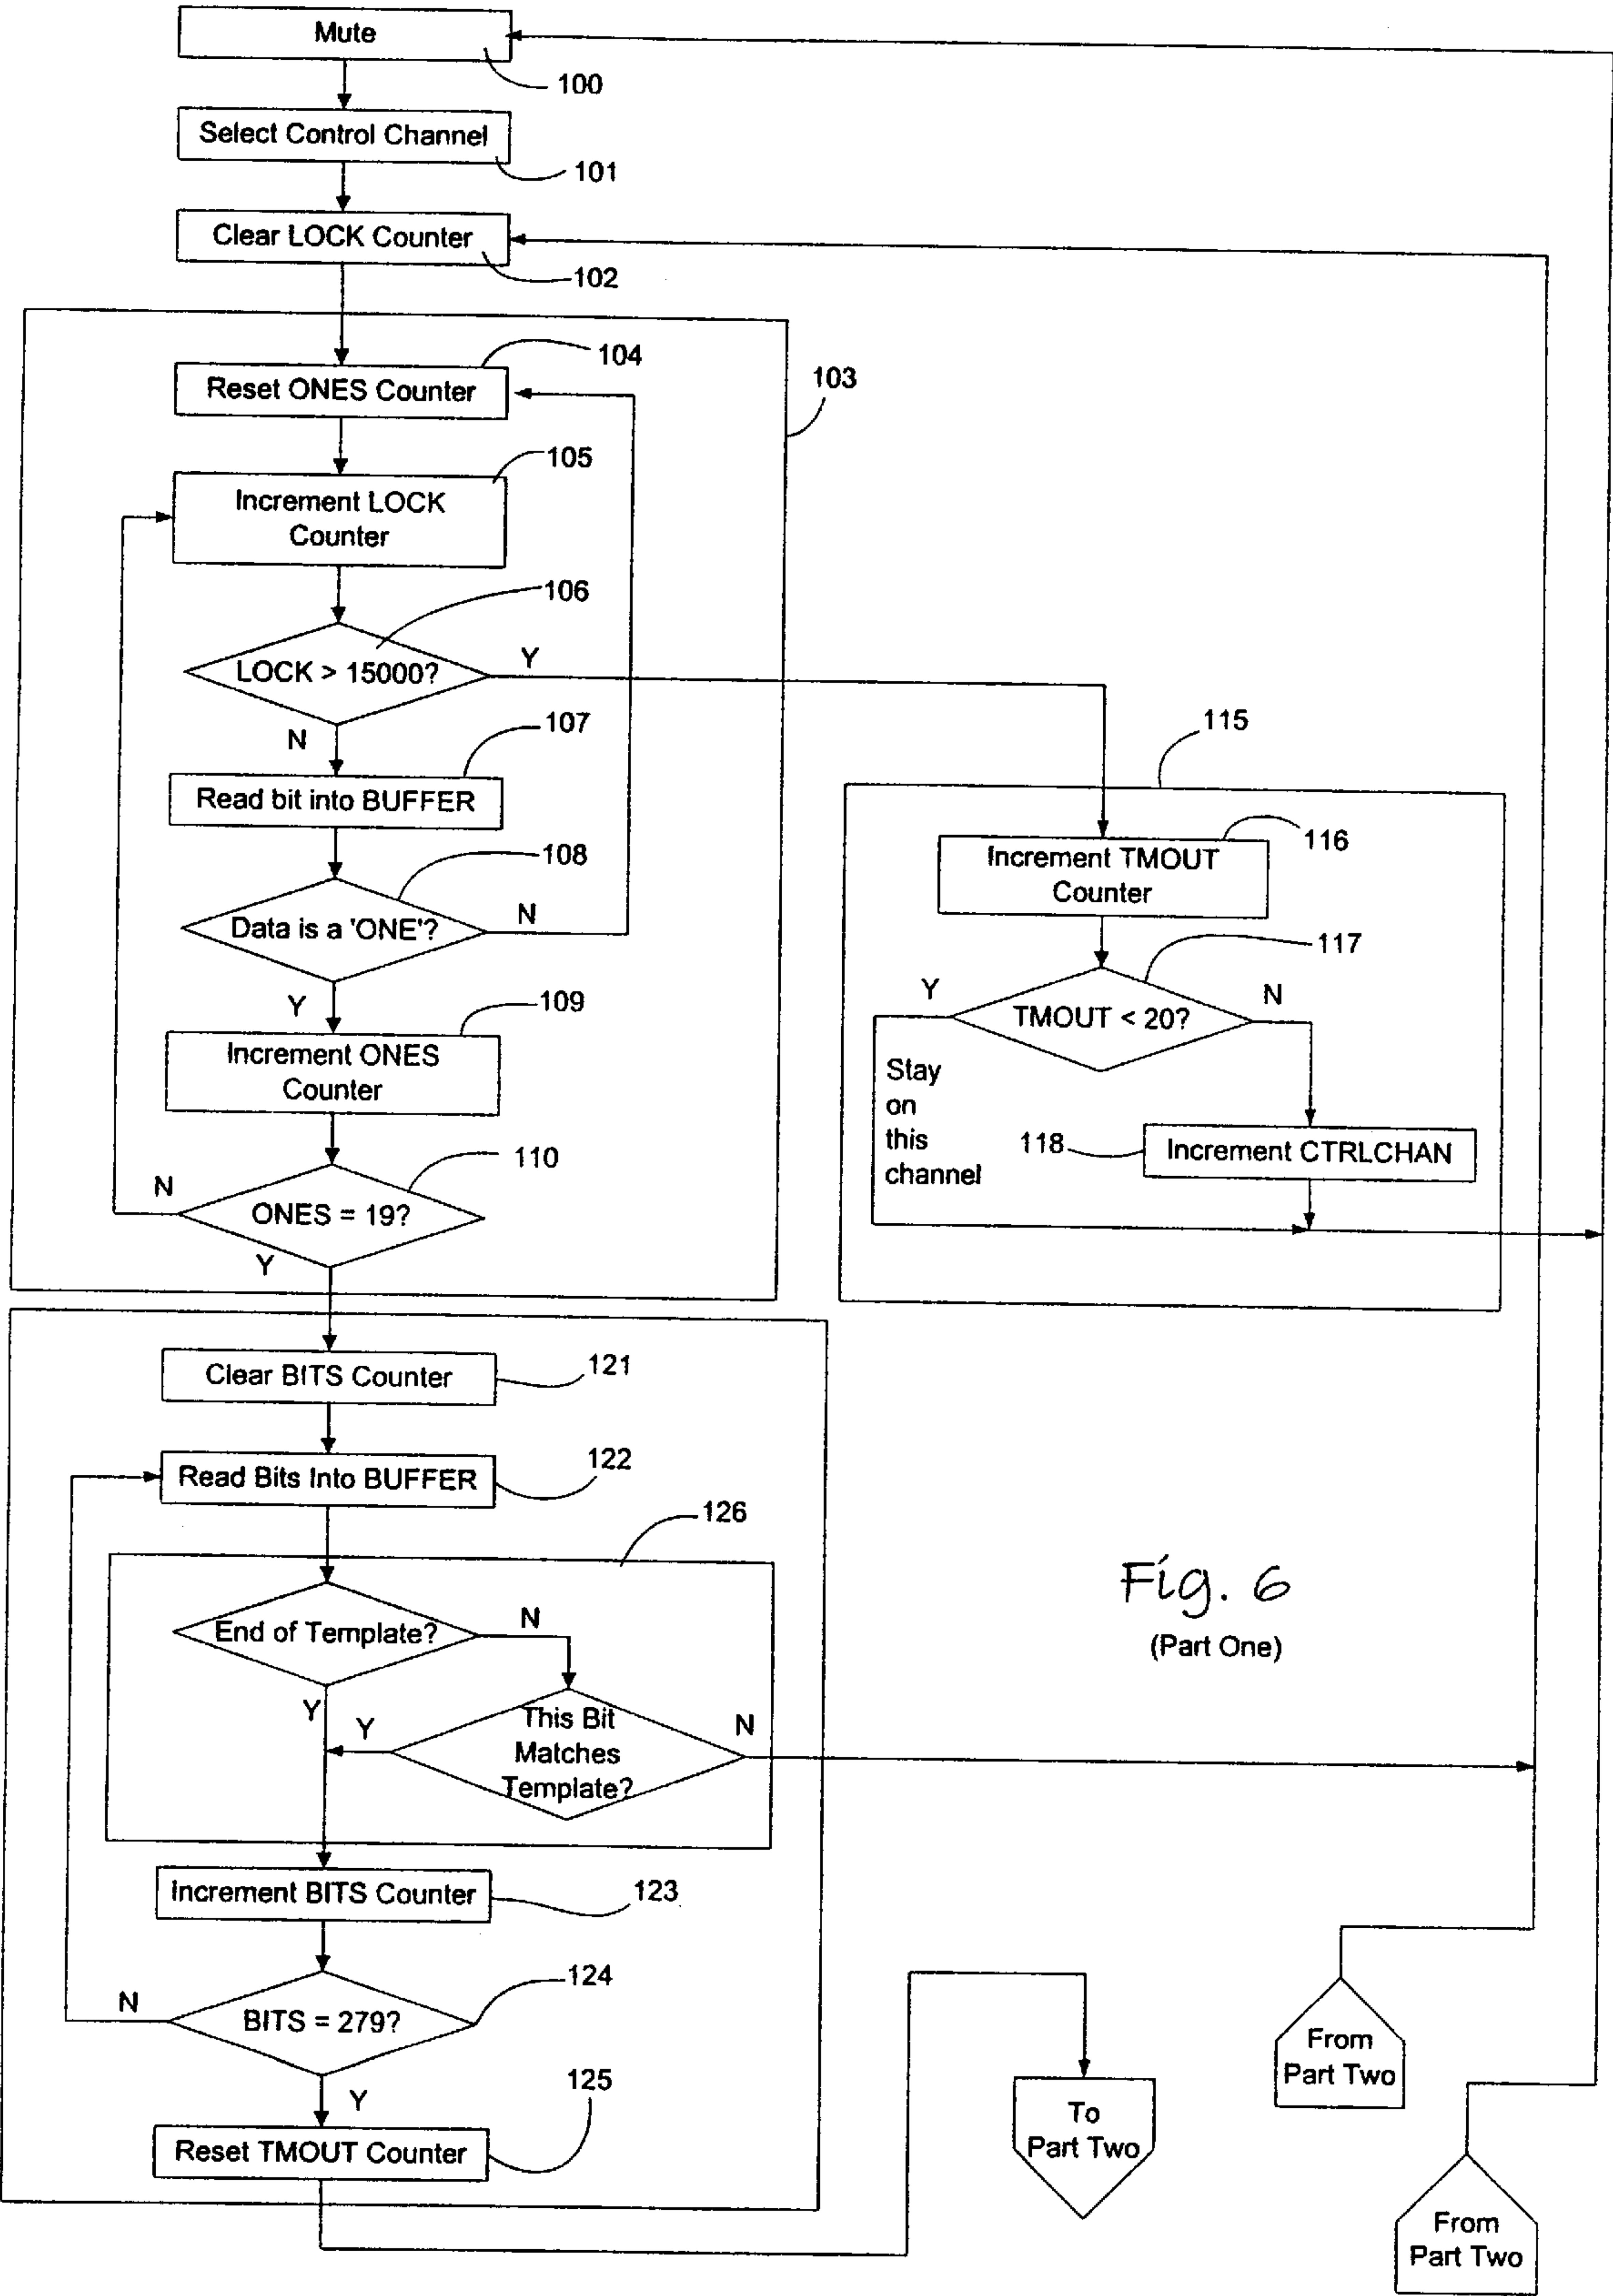 Mute
100
Select Control Channel
101
Clear LOCK Counter
102
103
104
Reset ONES Counter
105
Increment LOCK
Counter
106
LOCK > 15000?
Y
N
107
Read bit into BUFFER
108
Data is a 'ONE'?
N
Y
109
Increment ONES
Counter
110
ONES = 19?
N
Y
115
116
Increment TMOUT
Counter
117
TMOUT < 20?
Y
N
Stay
on
this
channel
118
Increment CTRLCHAN
Clear BITS Counter
121
Read Bits Into BUFFER
122
126
End of Template?
N
Y
This Bit
Matches
Template?
Y
N
Increment BITS Counter
123
124
BITS = 279?
N
Y
125
Reset TMOUT Counter
Fig. 6
(Part One)
To
Part Two
From
Part Two
From
Part Two